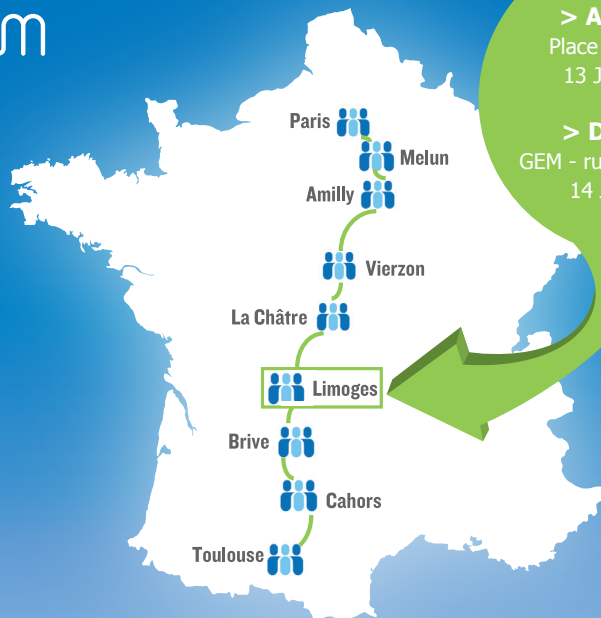 > A
Place
13 J
> D
GEM - ru
14
Paris
Melun
Amilly
Vierzon
La Châtre
Limoges
Brive
Cahors
Toulouse